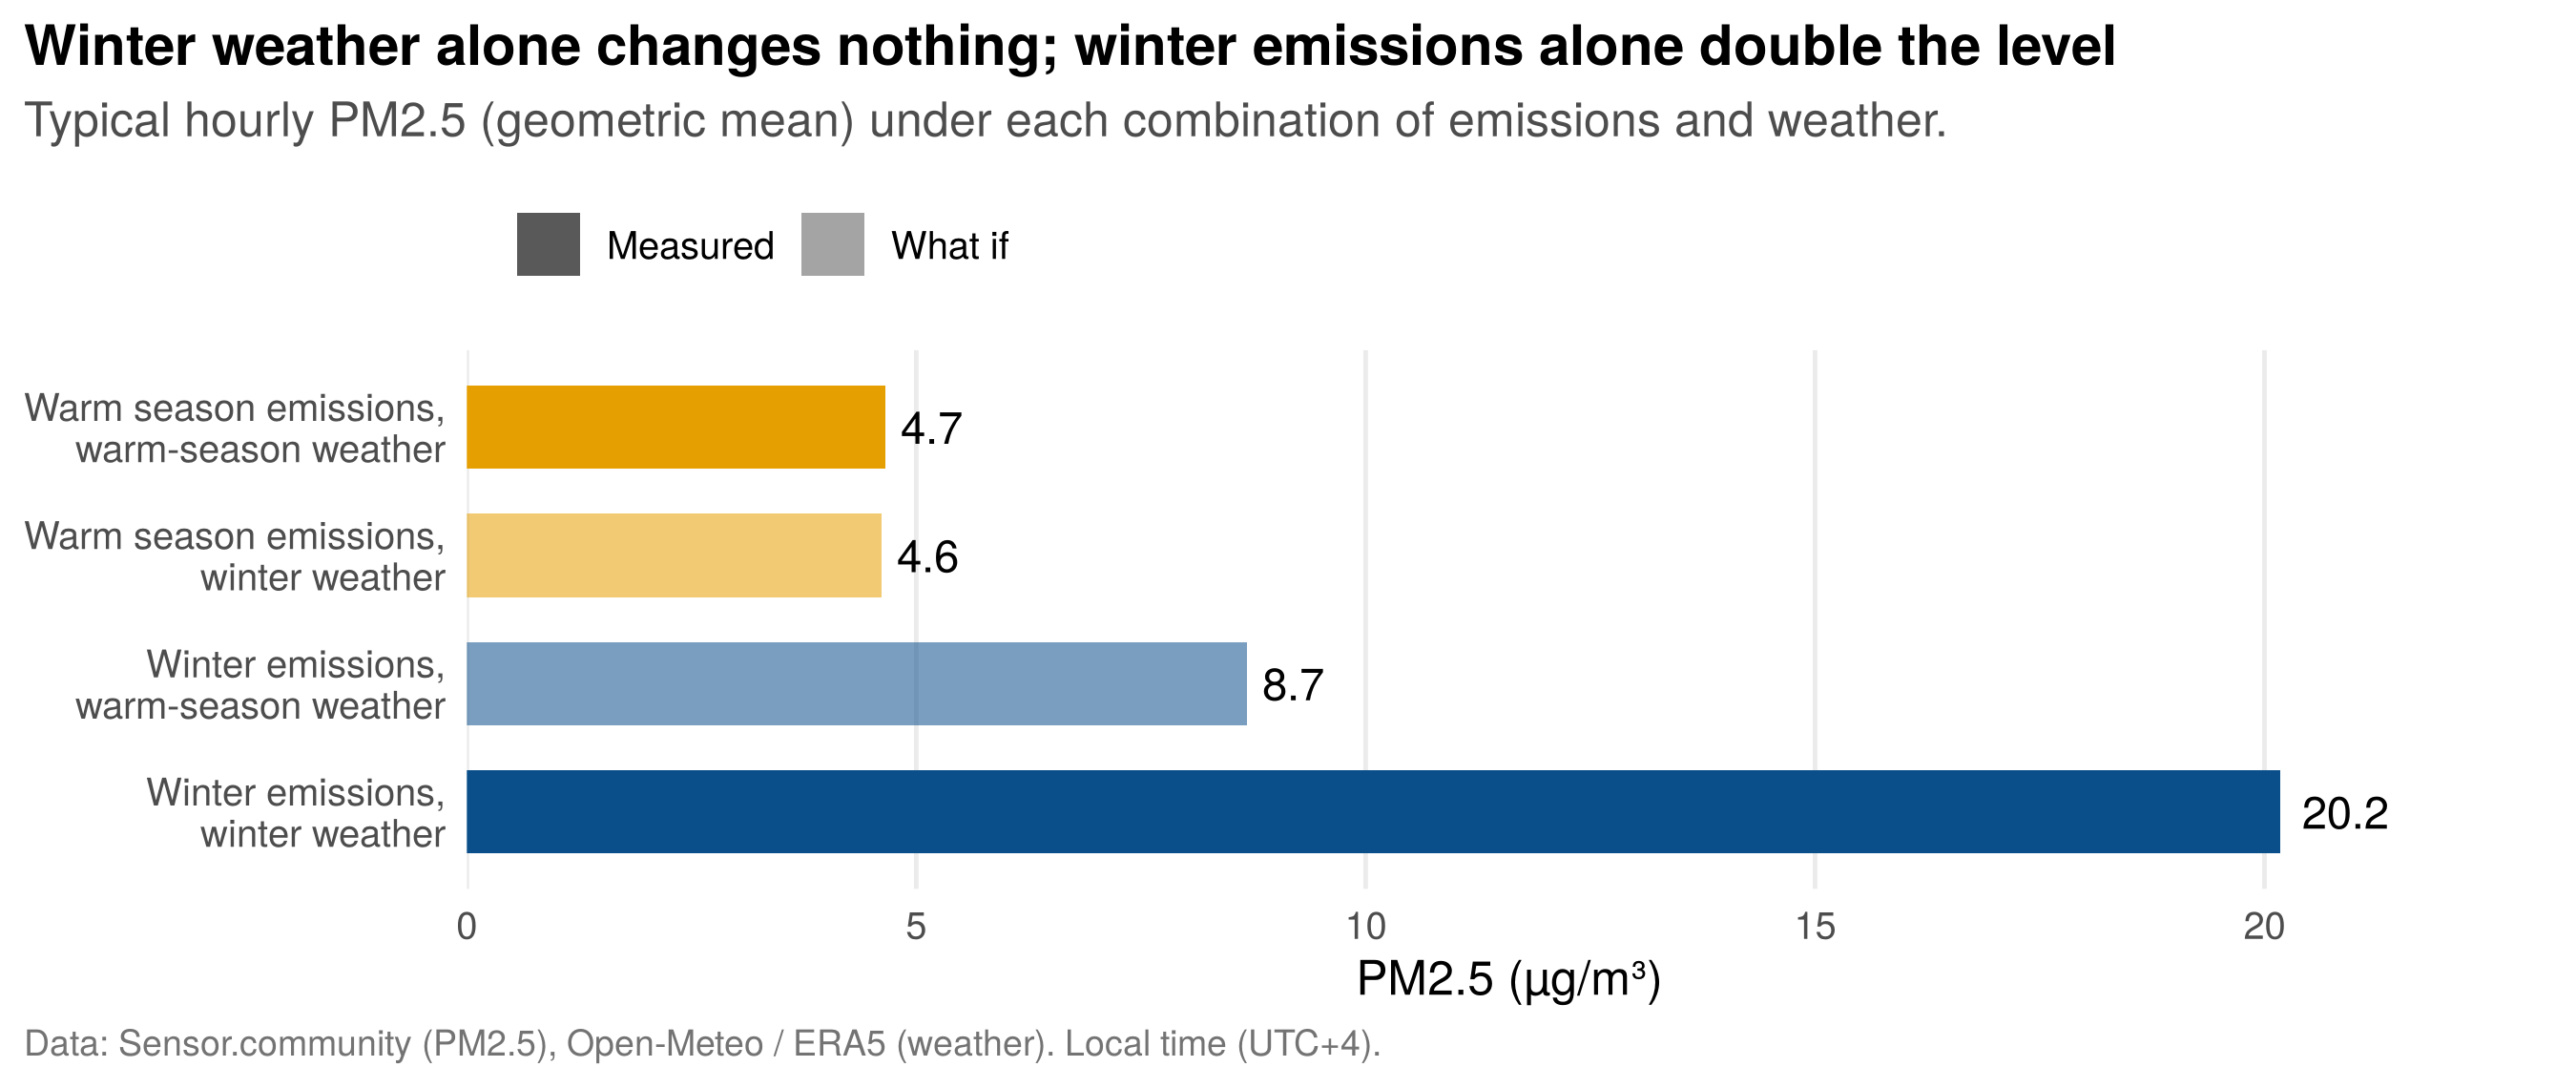 Winter weather alone changes nothing; winter emissions alone double the level
Typical hourly PM2.5 (geometric mean) under each combination of emissions and weather.
Measured
What if
Warm season emissions,
warm-season weather
4.7
Warm season emissions,
winter weather
4.6
Winter emissions,
warm-season weather
8.7
Winter emissions,
winter weather
20.2
0 5 10 15 20
PM2.5 (µg/m³)
Data: Sensor.community (PM2.5), Open-Meteo / ERA5 (weather). Local time (UTC+4).